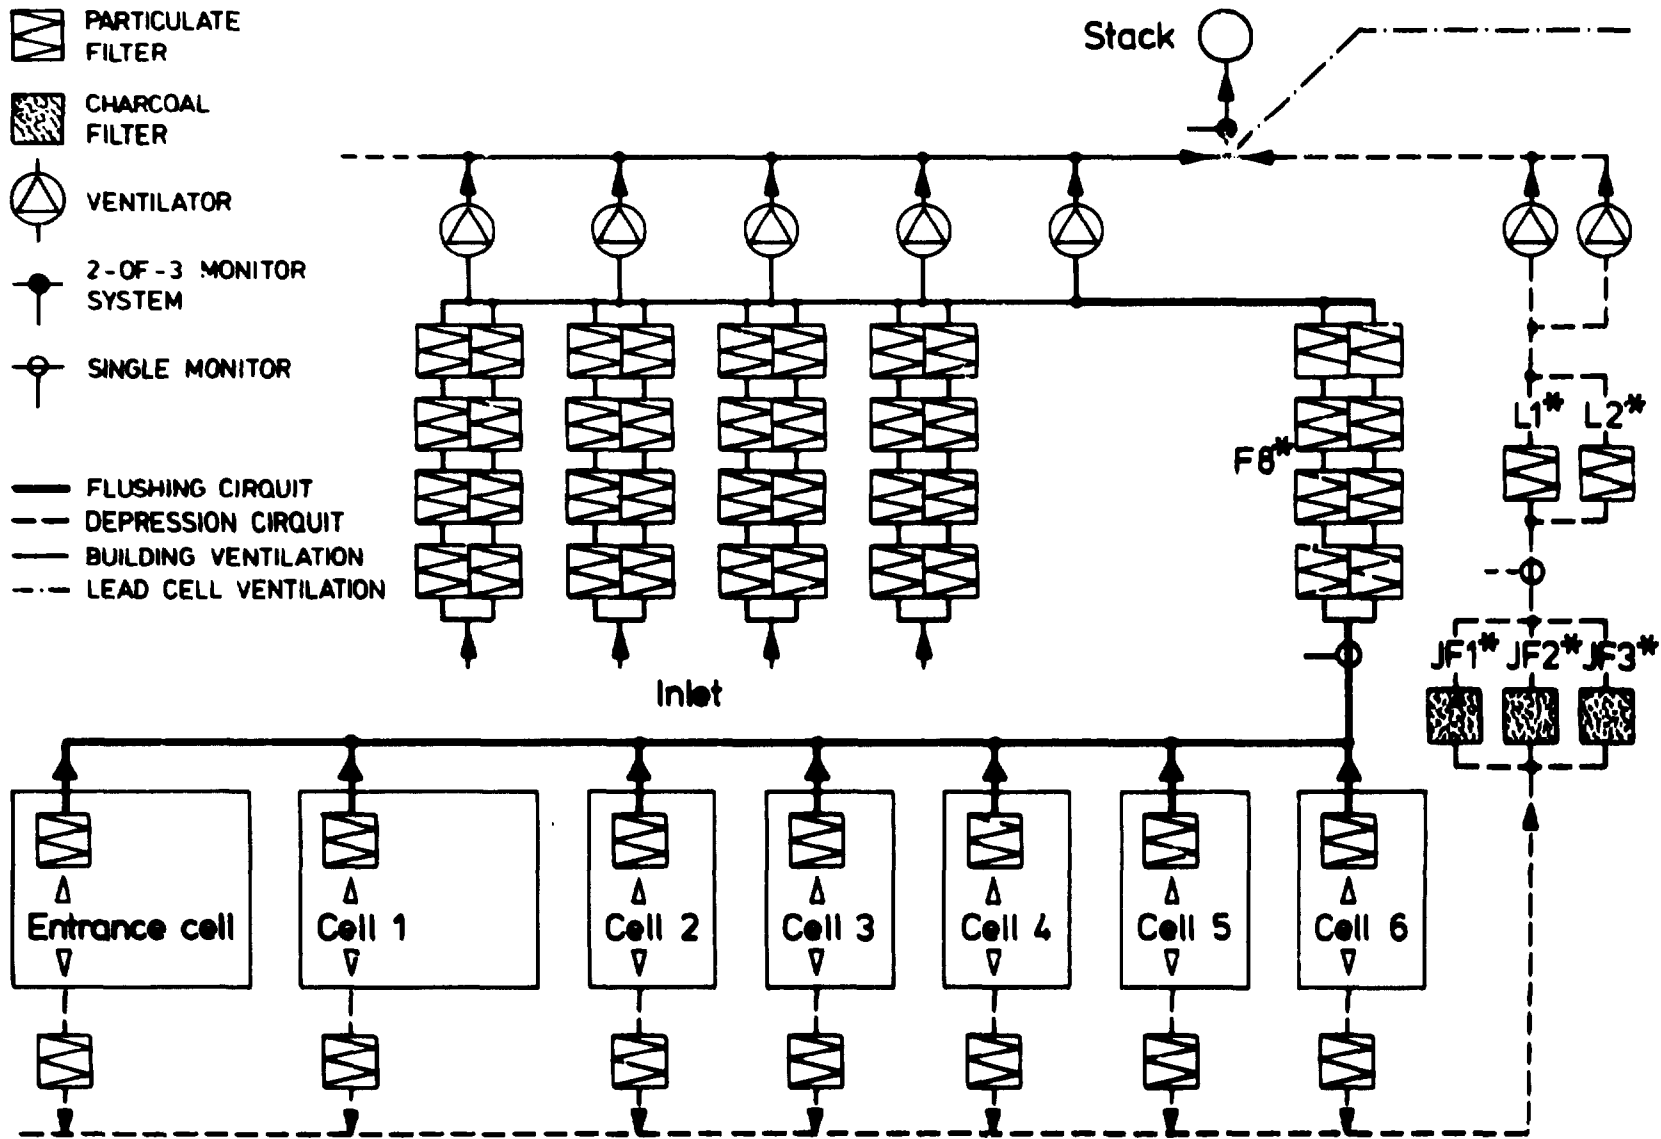 PARTICULATE
FILTER
CHARCOAL
FILTER
VENTILATOR
2-OF-3 MONITOR
SYSTEM
SINGLE MONITOR
FLUSHING CIRQUIT
DEPRESSION CIRQUIT
BUILDING VENTILATION
LEAD CELL VENTILATION
Stack
L1* L2*
F8*
JF1* JF2* JF3*
Inlet
Entrance cell Cell 1 Cell 2 Cell 3 Cell 4 Cell 5 Cell 6